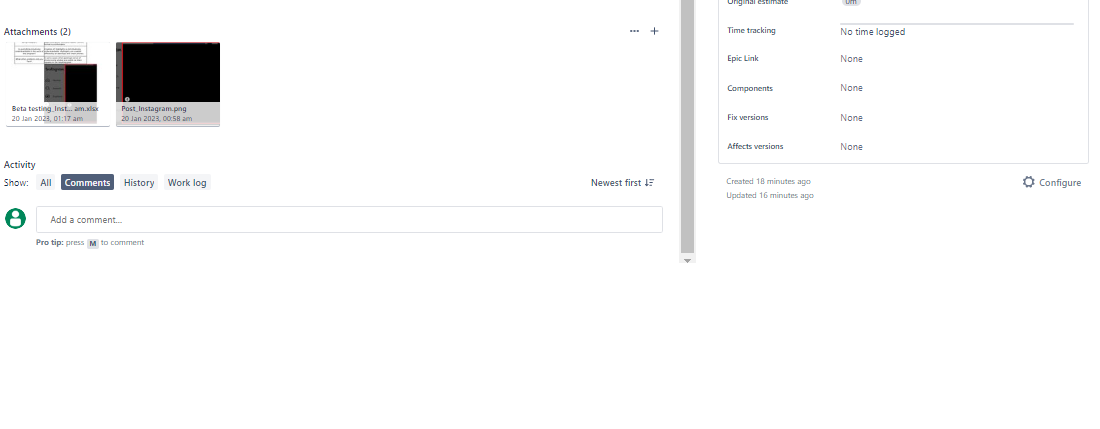 Original estimate
0m
Attachments (2)
Time tracking
No time logged
Epic Link
None
Components
None
Beta testing_Inst... am.xlsx
20 Jan 2023, 01:17 am
Post_Instagram.png
20 Jan 2023, 00:58 am
Fix versions
None
Affects versions
None
Activity
Show:
All
Comments
History
Work log
Newest first
Created 18 minutes ago
Updated 16 minutes ago
Configure
Add a comment...
Pro tip: press M to comment